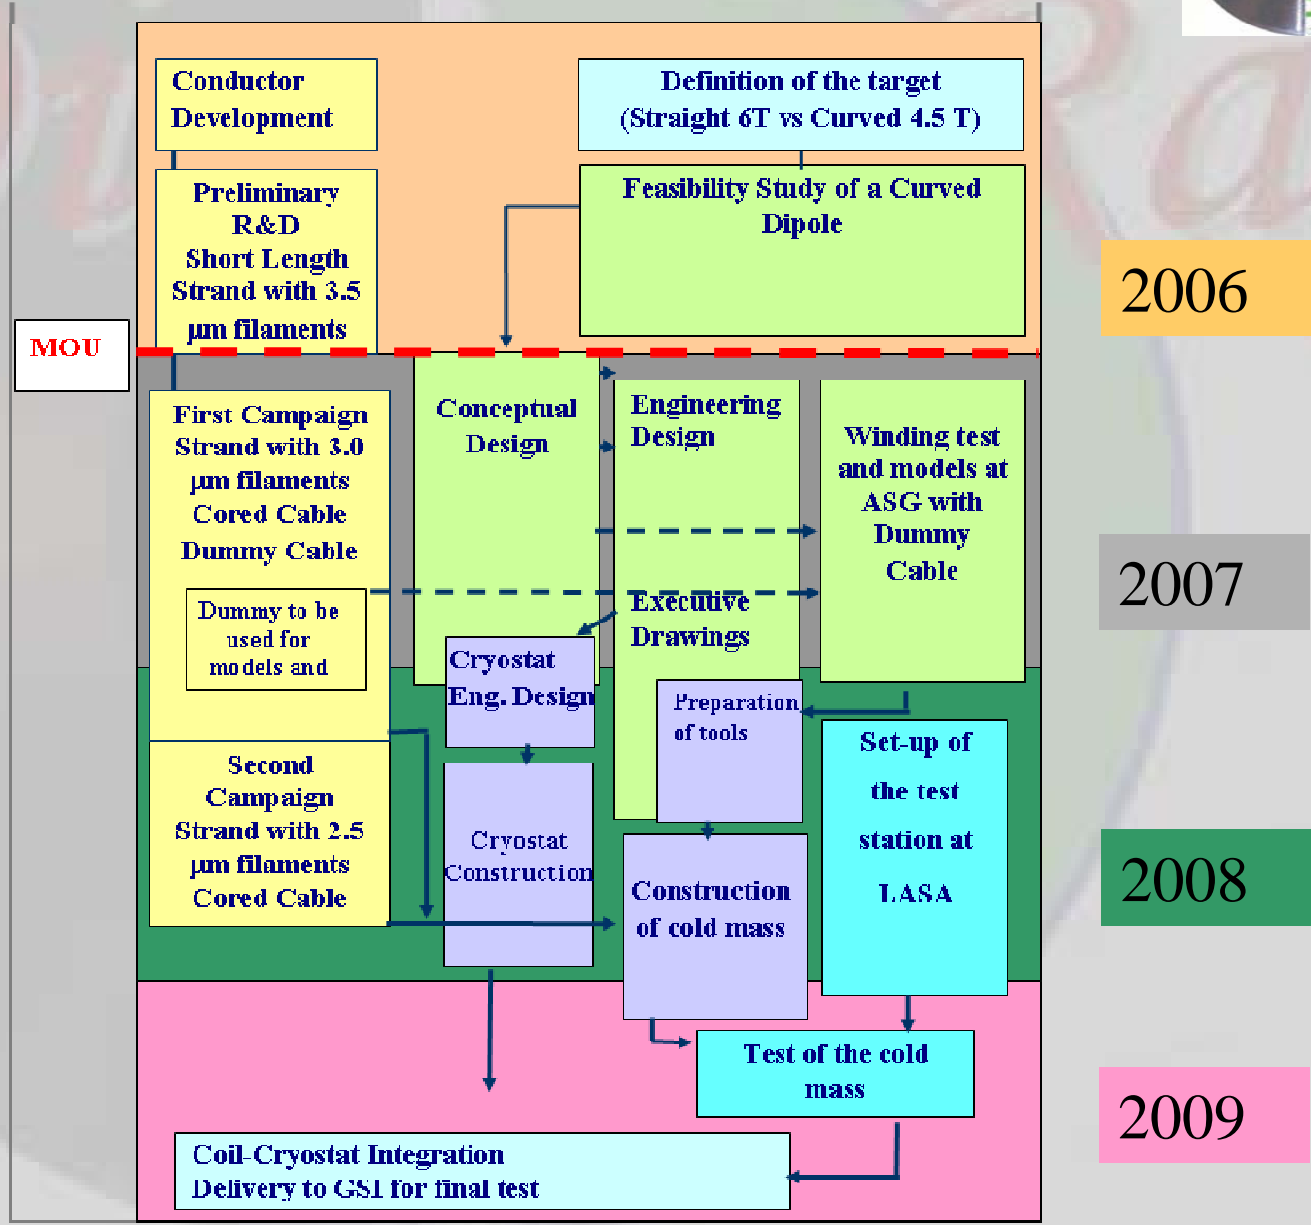 Conductor
Development
Definition of the target
(Straight 6T vs Curved 4.5 T)
Preliminary
R&D
Short Length
Strand with 3.5
µm filaments
Feasibility Study of a Curved
Dipole
2006
MOU
First Campaign
Strand with 3.0
µm filaments
Cored Cable
Dummy Cable
Dummy to be
used for
models and
Conceptual
Design
Engineering
Design
Executive
Drawings
Winding test
and models at
ASG with
Dummy
Cable
2007
Cryostat
Eng. Design
Preparation
of tools
Second
Campaign
Strand with 2.5
µm filaments
Cored Cable
Cryostat
Construction
Construction
of cold mass
Set-up of
the test
station at
LASA
2008
Test of the cold
mass
2009
Coil-Cryostat Integration
Delivery to GSI for final test